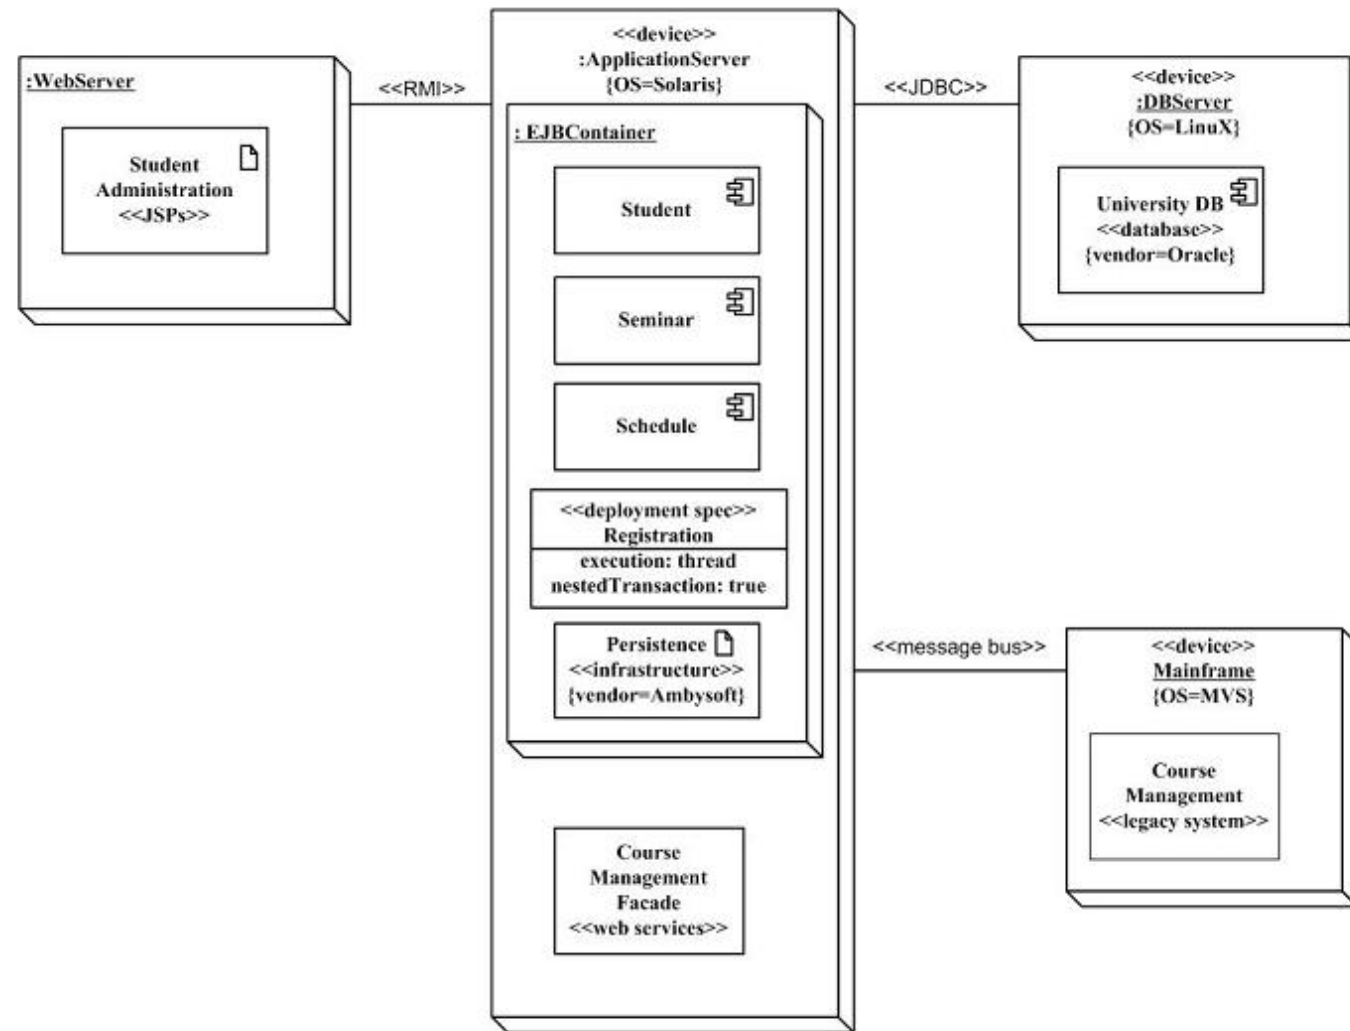 :WebServer
Student
Administration
<<JSPs>>
<<RMI>>
<<device>>
:ApplicationServer
{OS=Solaris}
: EJBContainer
Student
Seminar
Schedule
<<deployment spec>>
Registration
execution: thread
nestedTransaction: true
Persistence
<<infrastructure>>
{vendor=Ambysoft}
Course
Management
Facade
<<web services>>
<<JDBC>>
<<device>>
:DBServer
{OS=LinuX}
University DB
<<database>>
{vendor=Oracle}
<<message bus>>
<<device>>
Mainframe
{OS=MVS}
Course
Management
<<legacy system>>